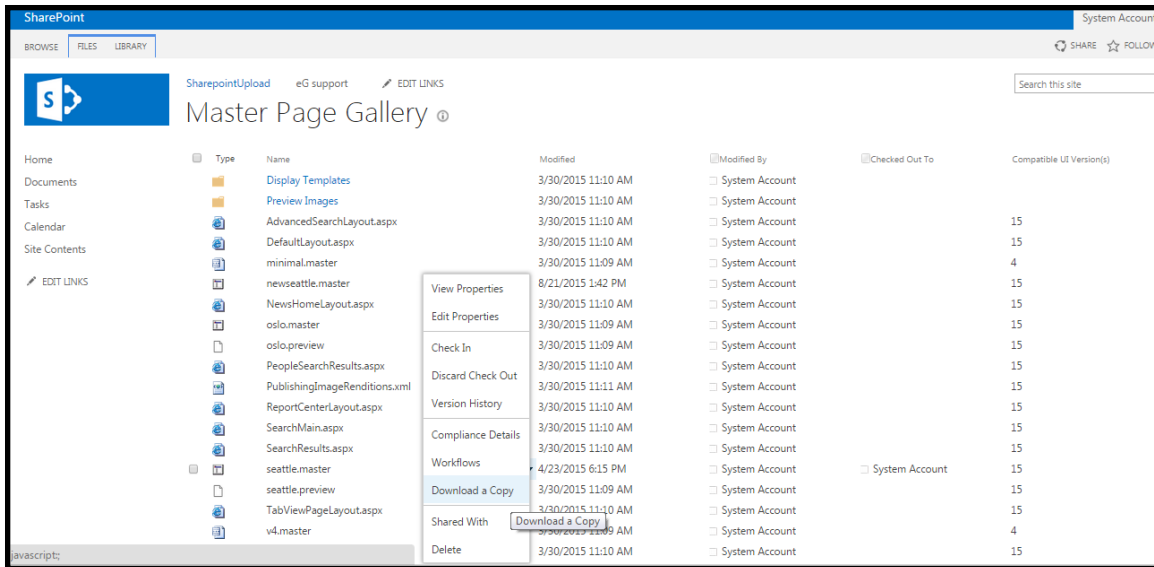 SharePoint System Account
BROWSE FILES LIBRARY SHARE FOLLOW
SharepointUpload eG support EDIT LINKS
Search this site
S
Master Page Gallery
Home
Documents
Tasks
Calendar
Site Contents
EDIT LINKS
Type Name Modified Modified By Checked Out To Compatible UI Version(s)
Display Templates 3/30/2015 11:10 AM System Account
Preview Images 3/30/2015 11:10 AM System Account
AdvancedSearchLayout.aspx 3/30/2015 11:10 AM System Account 15
DefaultLayout.aspx 3/30/2015 11:10 AM System Account 15
minimal.master 3/30/2015 11:09 AM System Account 4
newseattle.master 8/21/2015 1:42 PM System Account 15
NewsHomeLayout.aspx 3/30/2015 11:10 AM System Account 15
oslo.master 3/30/2015 11:09 AM System Account 15
oslo.preview 3/30/2015 11:09 AM System Account 15
PeopleSearchResults.aspx 3/30/2015 11:10 AM System Account 15
PublishingImageRenditions.xml 3/30/2015 11:11 AM System Account 15
ReportCenterLayout.aspx 3/30/2015 11:10 AM System Account 15
SearchMain.aspx 3/30/2015 11:10 AM System Account 15
SearchResults.aspx 3/30/2015 11:10 AM System Account 15
seattle.master 4/23/2015 6:15 PM System Account System Account 15
seattle.preview 3/30/2015 11:09 AM System Account 15
TabViewPageLayout.aspx 3/30/2015 11:10 AM System Account 15
v4.master 3/30/2015 11:09 AM System Account 4
3/30/2015 11:10 AM System Account 15
View Properties
Edit Properties
Check In
Discard Check Out
Version History
Compliance Details
Workflows
Download a Copy
Shared With
Download a Copy
Delete
javascript:;